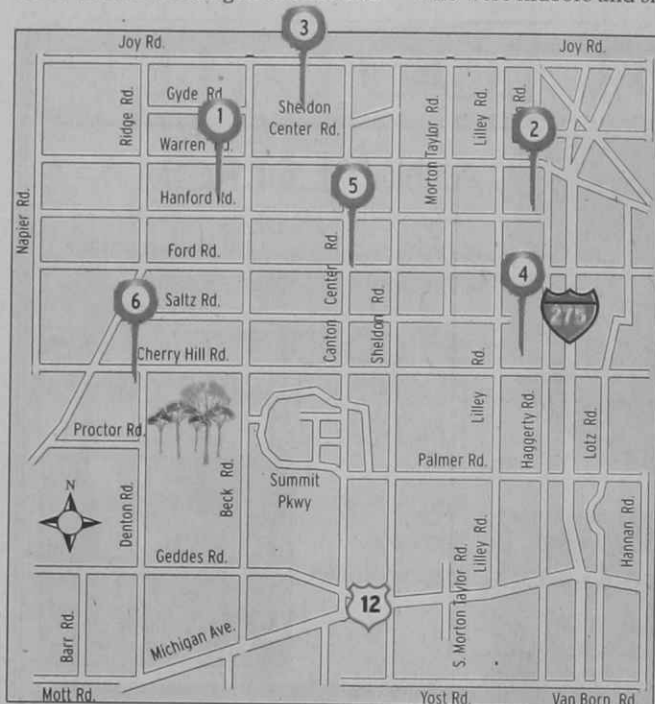 Joy Rd.
3
Joy Rd.
Gyde Rd.
Sheldon
Center Rd.
1
Warren Rd.
2
Ridge Rd.
Morton Taylor Rd.
Lilley Rd.
Rd.
Hanford Rd.
5
Napier Rd.
Ford Rd.
Canton Center Rd
Sheldon Rd.
4
275
Saltz Rd.
6
Cherry Hill Rd.
Lilley Rd.
Haggerty Rd.
Lotz Rd.
Proctor Rd.
Palmer Rd.
N
Denton Rd.
Beck Rd.
Summit
Pkwy
Hannan Rd.
Geddes Rd.
12
S. Morton Taylor Rd.
Lilley Rd.
Barr Rd.
Michigan Ave.
Mott Rd.
Yost Rd.
Van Born Rd.